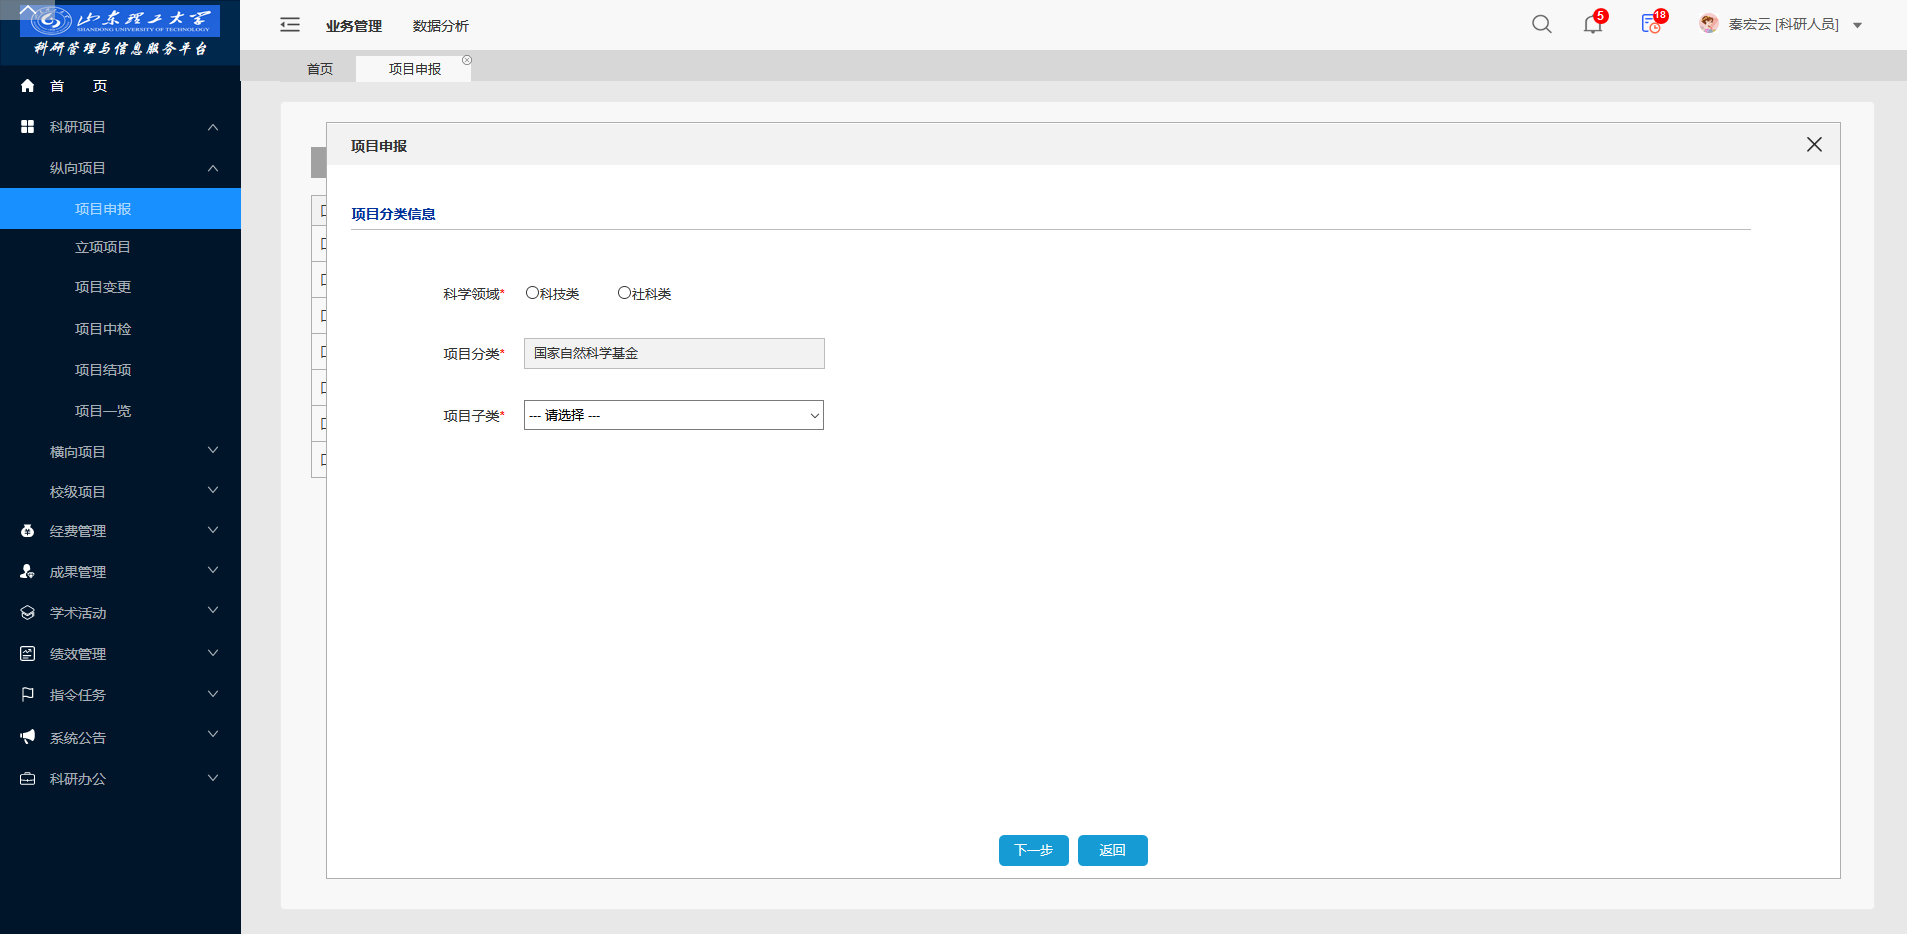 山东理工大学
SHANDONG UNIVERSITY OF TECHNOLOGY
科研管理与信息服务平台
业务管理 数据分析
5
18
秦宏云 [科研人员]
首页 项目申报
首 页
科研项目
纵向项目
项目申报
立项项目
项目变更
项目中检
项目结项
项目一览
横向项目
校级项目
经费管理
成果管理
学术活动
绩效管理
指令任务
系统公告
科研办公
项目申报
项目分类信息
科学领域* 科技类 社科类
项目分类* 国家自然科学基金
项目子类* --- 请选择 ---
下一步 返回